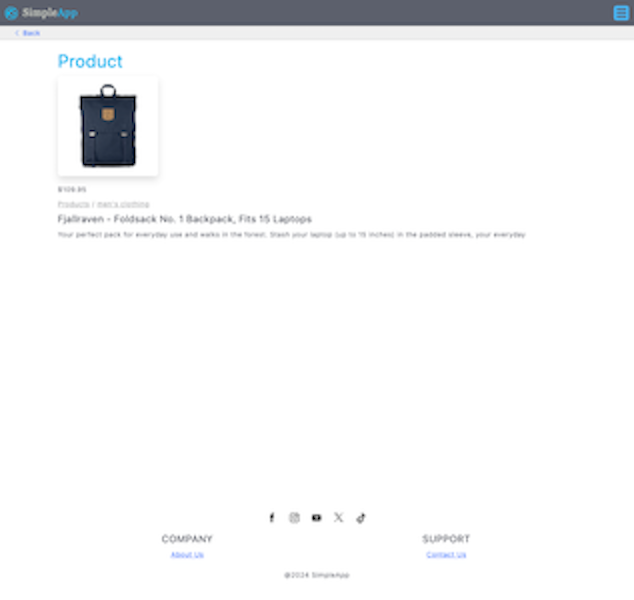 SimpleApp
Back
Product
$109.95
Products / men's clothing
Fjallraven - Foldsack No. 1 Backpack, Fits 15 Laptops
Your perfect pack for everyday use and walks in the forest. Stash your laptop (up to 15 inches) in the padded sleeve, your everyday
COMPANY
SUPPORT
About Us
Contact Us
©2024 SimpleApp